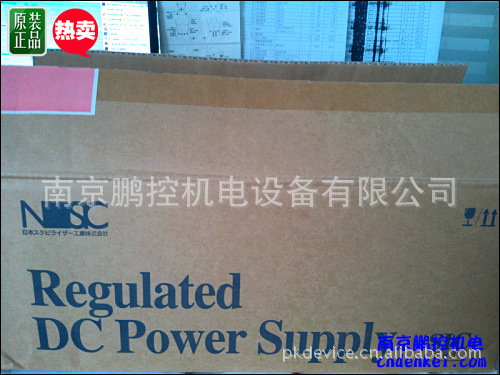 原装
正品
热卖
南京鹏控机电设备有限公司
日本スタビライザー工業株式会社
Regulated
DC Power Supply
南京鹏控机电
pkdevice.cn.alibaba.com
cndenkei.com